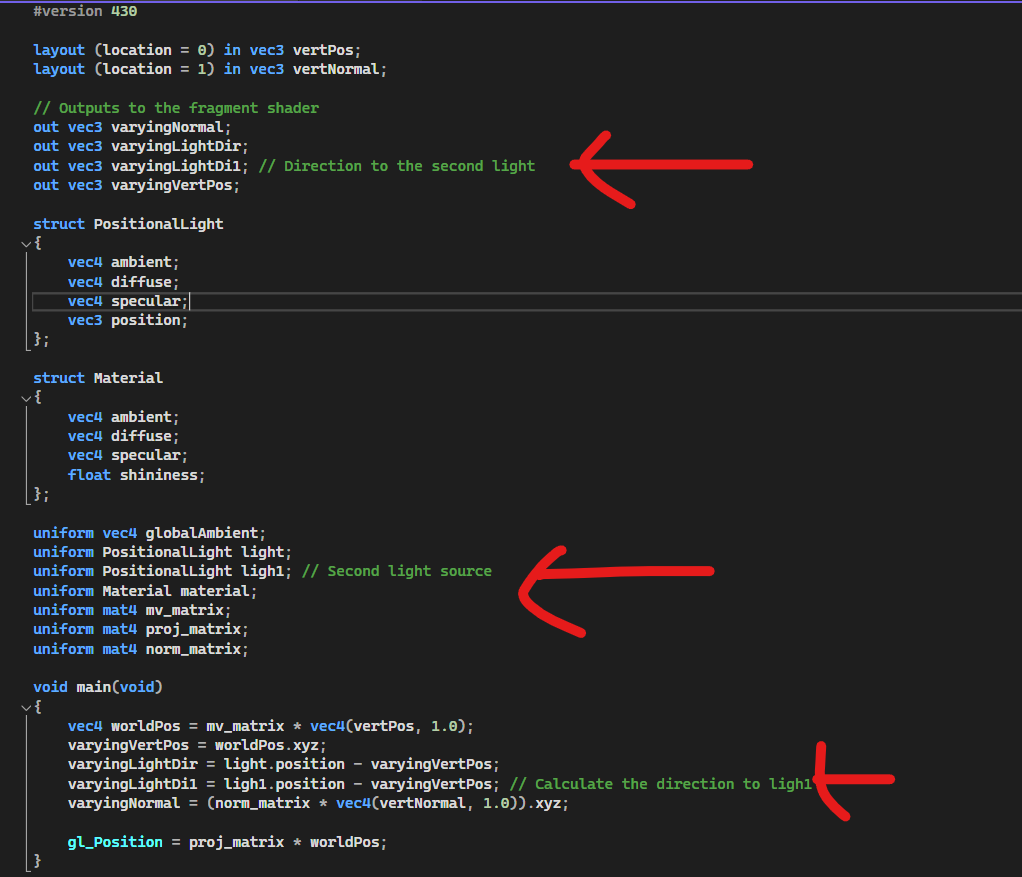 #version 430
layout (location = 0) in vec3 vertPos;
layout (location = 1) in vec3 vertNormal;
// Outputs to the fragment shader
out vec3 varyingNormal;
out vec3 varyingLightDir;
out vec3 varyingLightDi1; // Direction to the second light
out vec3 varyingVertPos;
struct PositionalLight
{
vec4 ambient;
vec4 diffuse;
vec4 specular;
vec3 position;
};
struct Material
{
vec4 ambient;
vec4 diffuse;
vec4 specular;
float shininess;
};
uniform vec4 globalAmbient;
uniform PositionalLight light;
uniform PositionalLight ligh1; // Second light source
uniform Material material;
uniform mat4 mv_matrix;
uniform mat4 proj_matrix;
uniform mat4 norm_matrix;
void main(void)
{
vec4 worldPos = mv_matrix * vec4(vertPos, 1.0);
varyingVertPos = worldPos.xyz;
varyingLightDir = light.position - varyingVertPos;
varyingLightDi1 = ligh1.position - varyingVertPos; // Calculate the direction to ligh1
varyingNormal = (norm_matrix * vec4(vertNormal, 1.0)).xyz;
gl_Position = proj_matrix * worldPos;
}